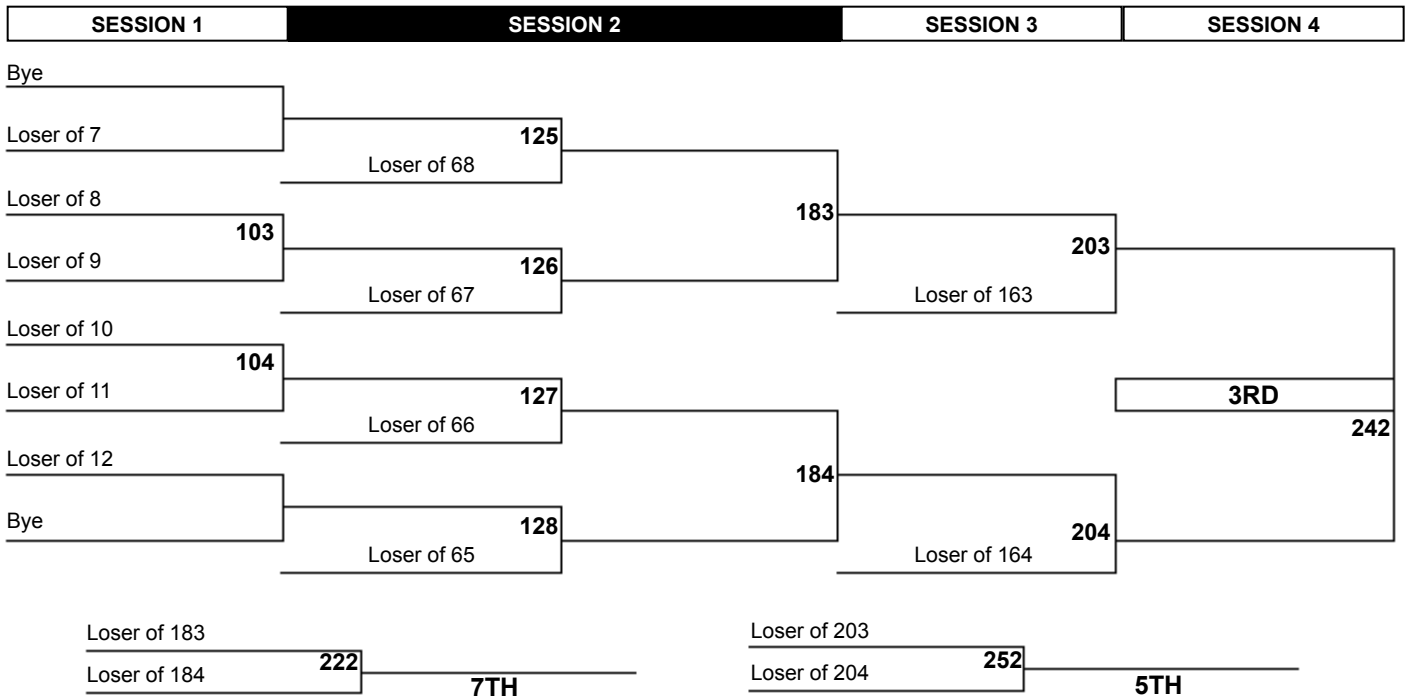 SESSION 1 SESSION 2 SESSION 3 SESSION 4
Bye
Loser of 7
125
Loser of 68
Loser of 8
183
103
203
Loser of 9
126
Loser of 67
Loser of 163
Loser of 10
104
Loser of 11
127
3RD
Loser of 66
242
Loser of 12
184
Bye
128
204
Loser of 65
Loser of 164
Loser of 183
222
Loser of 184
7TH
Loser of 203
252
Loser of 204
5TH